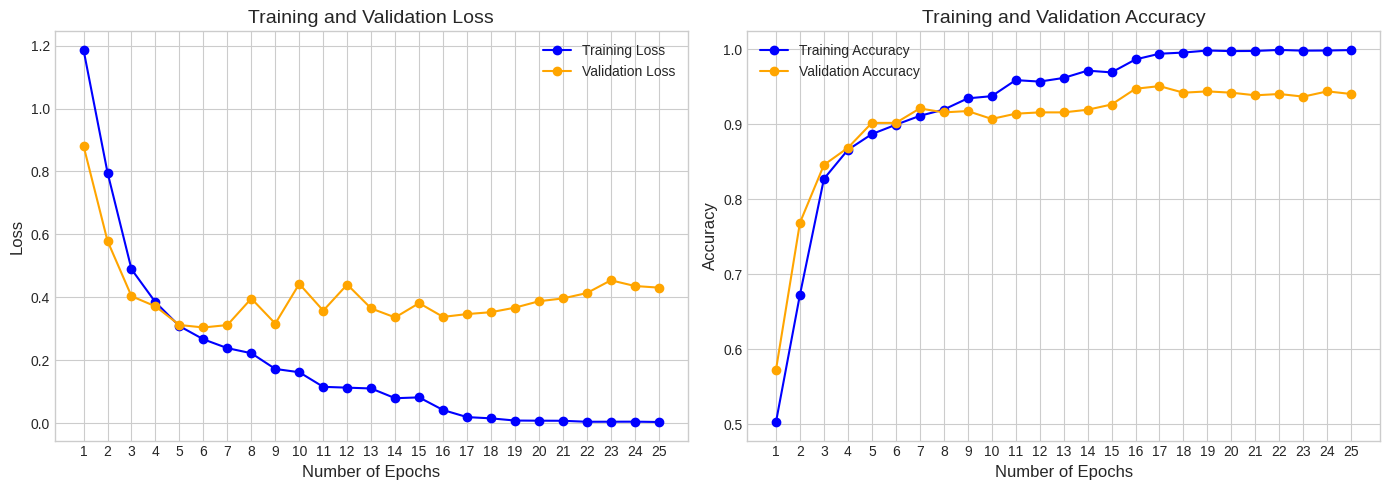 Training and Validation Loss
Training Loss
Validation Loss
1.2
1.0
0.8
0.6
0.4
0.2
0.0
Loss
1 2 3 4 5 6 7 8 9 10 11 12 13 14 15 16 17 18 19 20 21 22 23 24 25
Number of Epochs
Training and Validation Accuracy
Training Accuracy
Validation Accuracy
1.0
0.9
0.8
0.7
0.6
0.5
Accuracy
1 2 3 4 5 6 7 8 9 10 11 12 13 14 15 16 17 18 19 20 21 22 23 24 25
Number of Epochs